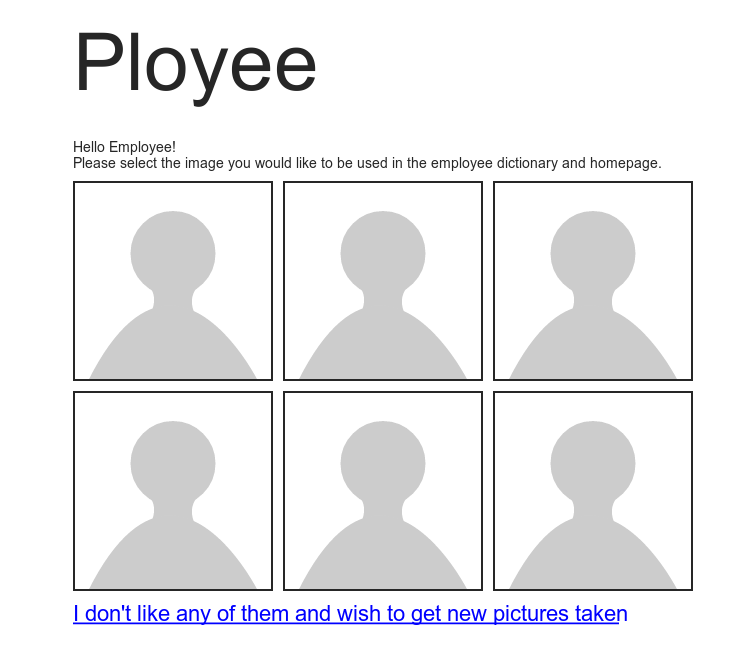 Ployee
Hello Employee!
Please select the image you would like to be used in the employee dictionary and homepage.
I don't like any of them and wish to get new pictures taken